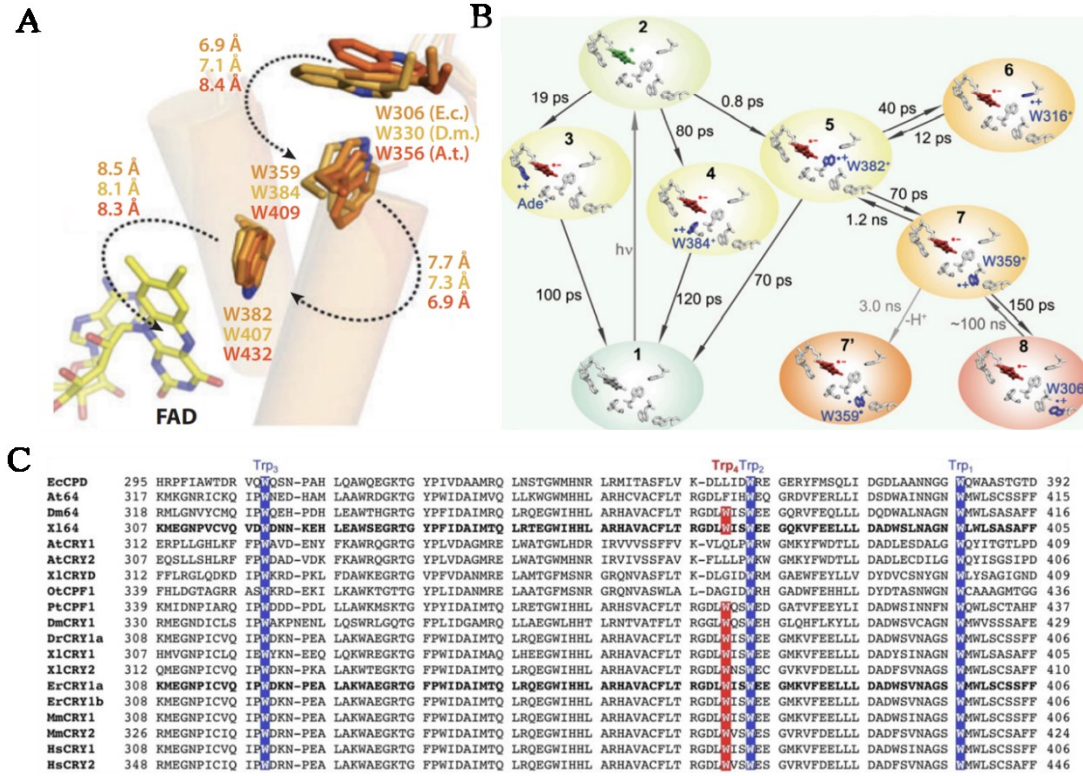 A
6.9 Å
7.1 Å
8.4 Å
W306 (E.c.)
W330 (D.m.)
W356 (A.t.)
8.5 Å
8.1 Å
8.3 Å
W359
W384
W409
7.7 Å
7.3 Å
6.9 Å
W382
W407
W432
FAD
B
2
19 ps
0.8 ps
80 ps
3
Ade
4
W384+
5
W382+
40 ps
12 ps
6
W316+
70 ps
1.2 ns
7
W359+
100 ps
hν
120 ps
70 ps
3.0 ns
-H+
150 ps
~100 ns
1
7'
W359•
8
W306
C
Trp3 Trp4 Trp2 Trp1
EcCPD 295 HRPFIAWTDR VQWQSN-PAH LQAWQEGKTG YPIVDAAMRQ LNSTGWMHNR LRMITASFLV K-DLLIDWRE GERYFMSQLI DGDLAANNGG WQWAASTGTD 392
At64 317 KMKGNRICKQ IPWNED-HAM LAAWRDGKTG YPWIDAIMVQ LLKWGWMHHL ARHCVACFLT RGDLFIHWEQ GRDVFERLLI DSDWAINNGN WMWLSCSSFF 415
Dm64 318 RMLGNVYCMQ IPWQEH-PDH LEAWTHGRTG YPFIDAIMRQ LRQEGWIHHL ARHAVACFLT RGDLWISWEE GQRVFEQLLL DQDWALNAGN WMWLSASAFF 416
Xl64 307 KMEGNPVCVQ VDWDNN-KEH LEAWSEGRTG YPFIDAIMTQ LRTEGWIHHL ARHAVACFLT RGDLWISWEE GQKVFEELLL DADWSLNAGN WLWLSASAFF 405
AtCRY1 312 ERPLLGHLKF FPWAVD-ENY FKAWRQGRTG YPLVDAGMRE LWATGWLHDR IRVVVSSFFV K-VLQLPWRW GMKYFWDTLL DADLESDALG WQYITGTLPD 409
AtCRY2 307 EQSLLSHLRF FPWDAD-VDK FKAWRQGRTG YPLVDAGMRE LWATGWMHNR IRVIVSSFAV K-FLLLPWKW GMKYFWDTLL DADLECDILG WQYISGSIPD 404
XlCRYD 312 FFLRGLQDKD IPWKRD-PKL FDAWKEGRTG VPFVDANMRE LAMTGFMSNR GRQNVASFLT K-DLGIDWRM GAEWFEYLLV DYDVCSNYGN WLYSAGIGND 409
OtCPF1 339 FHLDGTAGRR ASWKRD-EKI LKAWKTGTTG YPLIDANMRE LAATGFMSNR GRQNVASWLA L-DAGIDWRH GADWFEHHLL DYDTASNWGN WCAAAGMTGG 436
PtCPF1 339 KMIDNPIARQ IPWDDD-PDL LLAWKMSKTG YPYIDAIMTQ LRETGWIHHL ARHSVACFLT RGDLWQSWED GATVFEEYLL DADWSINNFN WQWLSCTAHF 437
DmCRY1 330 RMEGNDICLS IPWAKPNENL LQSWRLGQTG FPLIDGAMRQ LLAEGWLHHT LRNTVATFLT RGGLWQSWEH GLQHFLKYLL DADWSVCAGN WMWVSSSAFE 429
DrCRY1a 308 KMEGNPICVQ IPWDKN-PEA LAKWAEGRTG FPWIDAIMTQ LRQEGWIHHL ARHAVACFLT RGDLWISWEE GMKVFEELLL DADWSVNAGS WMWLSCSSFF 406
XlCRY1 307 HMVGNPICLQ IEWYKN-EEQ LQKWREGKTG FPWIDAIMAQ LHEEGWIHHL ARHAVACFLT RGDLWISWEE GMKVFEELLL DADYSINAGN WMWLSASAFF 405
XlCRY2 312 QMEGNPICVQ IPWDKN-PKA LAKWTEGKTG FPWIDAIMTQ LRQEGWIHHL ARHAVACFLT RGDLWNSWEC GVKVFDELLL DADFSVNAGS WMWLSCSSFF 410
ErCRY1a 308 KMEGNPICVQ IPWDKN-PEA LAKWAEGRTG FPWIDAIMTQ LRQEGWIHHL ARHAVACFLT RGDLWISWEE GMKVFEELLL DADWSVNAGS WMWLSCSSFF 406
ErCRY1b 308 KMEGNPICVQ IPWDRN-PEA LAKWAEGRTG FPWIDAIMTQ LRQEGWIHHL ARHAVACFLT RGDLWISWEE GMKVFEELLL DADWSVNAGS WMWLSCSSFF 406
MmCRY1 308 KMEGNPICVQ IPWDKN-PEA LAKWAEGRTG FPWIDAIMTQ LRQEGWIHHL ARHAVACFLT RGDLWISWEE GMKVFEELLL DADWSINAGS WMWLSCSSFF 406
MmCRY2 326 RMEGNPICIQ IPWDRN-PEA LAKWAEGKTG FPWIDAIMTQ LRQEGWIHHL ARHAVACFLT RGDLWVSWES GVRVFDELLL DADFSVNAGS WMWLSCSSFF 424
HsCRY1 308 KMEGNPICVQ IPWDKN-PEA LAKWAEGRTG FPWIDAIMTQ LRQEGWIHHL ARHAVACFLT RGDLWISWEE GMKVFEELLL DADWSINAGS WMWLSCSSFF 406
HsCRY2 348 RMEGNPICIQ IPWDRN-PEA LAKWAEGKTG FPWIDAIMTQ LRQEGWIHHL ARHAVACFLT RGDLWVSWES GVRVFDELLL DADFSVNAGS WMWLSCSSFF 446